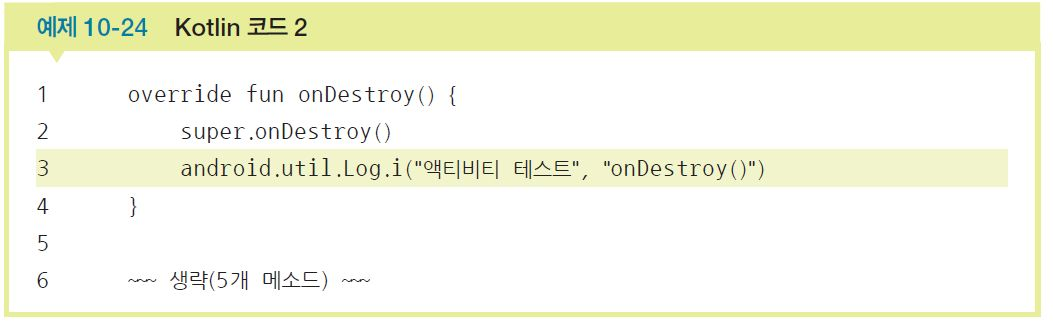 예제 10-24 Kotlin 코드 2
1 override fun onDestroy() {
2 super.onDestroy()
3 android.util.Log.i("액티비티 테스트", "onDestroy()")
4 }
5
6 ~~~ 생략(5개 메소드) ~~~